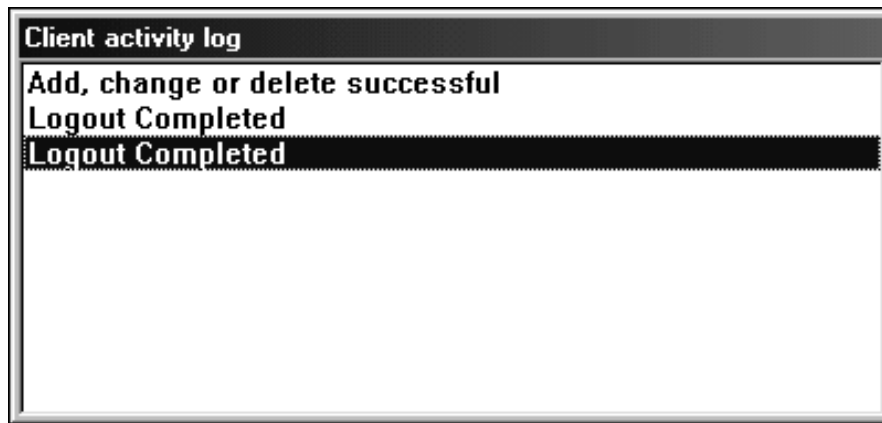 Client activity log
Add, change or delete successful
Logout Completed
Logout Completed